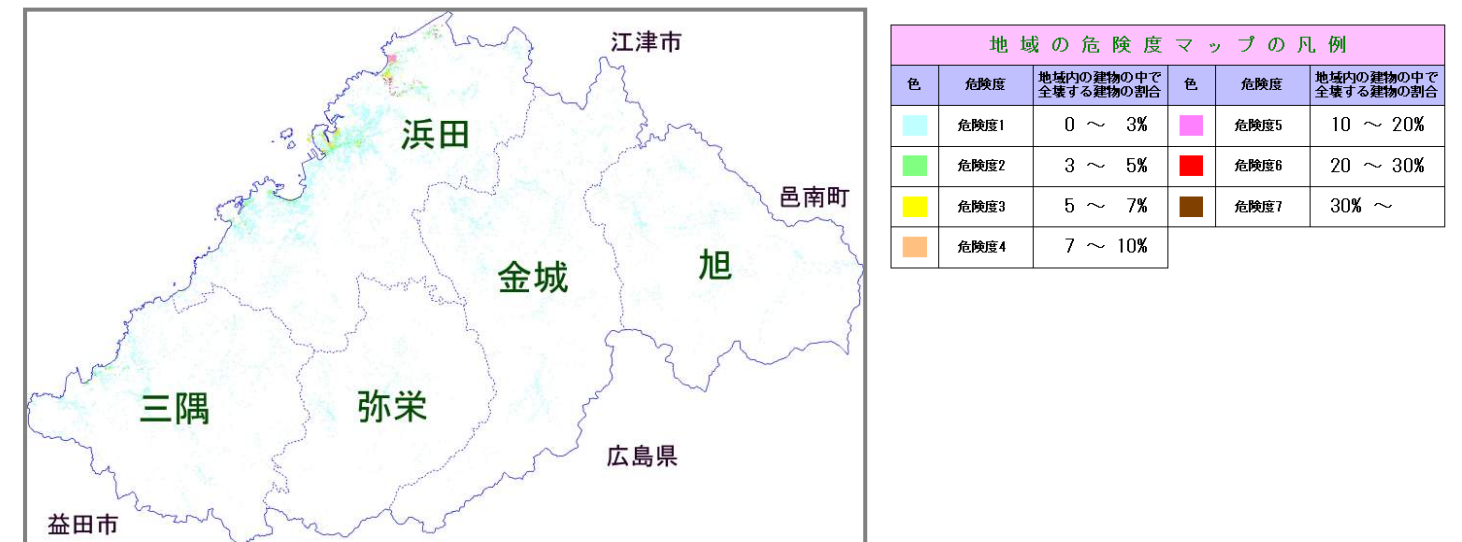 江津市
浜田
邑南町
旭
金城
三隅
弥栄
広島県
益田市
地域の危険度マップの凡例
色 危険度 地域内の建物の中で 色 危険度 地域内の建物の中で
全壊する建物の割合 全壊する建物の割合
危険度1 0 ～ 3% 危険度5 10 ～ 20%
危険度2 3 ～ 5% 危険度6 20 ～ 30%
危険度3 5 ～ 7% 危険度7 30% ～
危険度4 7 ～ 10%